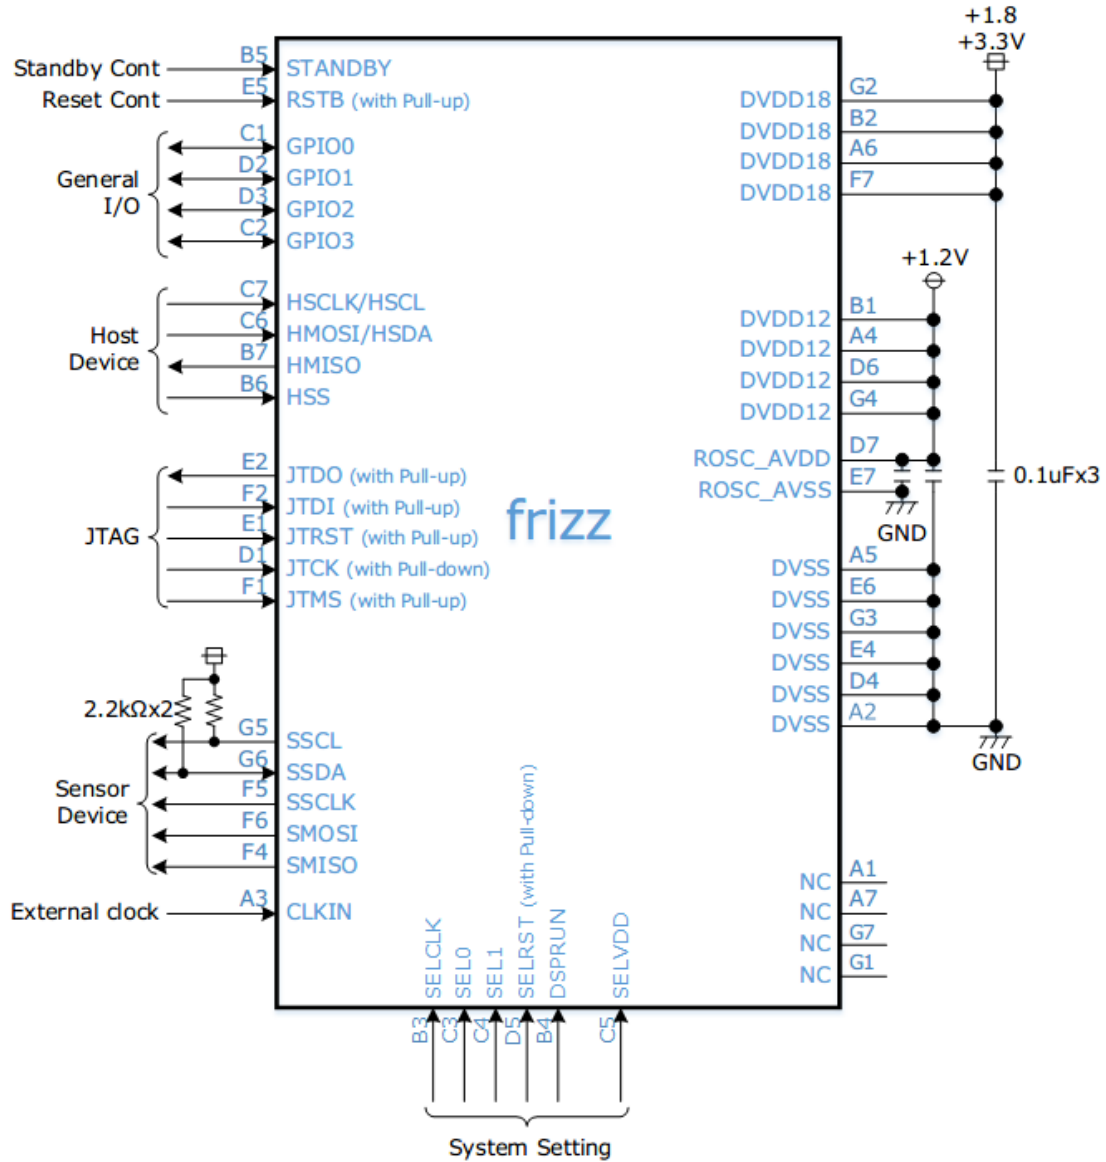 +1.8
+3.3V
Standby Cont B5 STANDBY
Reset Cont E5 RSTB (with Pull-up)
General
I/O
C1 GPIO0
D2 GPIO1
D3 GPIO2
C2 GPIO3
Host
Device
C7 HSCLK/HSCL
C6 HMOSI/HSDA
B7 HMISO
B6 HSS
JTAG
E2 JTDO (with Pull-up)
F2 JTDI (with Pull-up)
E1 JTRST (with Pull-up)
D1 JTCK (with Pull-down)
F1 JTMS (with Pull-up)
2.2kΩx2
Sensor
Device
G5 SSCL
G6 SSDA
F5 SSCLK
F6 SMOSI
F4 SMISO
External clock A3 CLKIN
frizz
DVDD18 G2
DVDD18 B2
DVDD18 A6
DVDD18 F7
+1.2V
DVDD12 B1
DVDD12 A4
DVDD12 D6
DVDD12 G4
ROSC_AVDD D7
ROSC_AVSS E7
0.1uFx3
GND
DVSS A5
DVSS E6
DVSS G3
DVSS E4
DVSS D4
DVSS A2
GND
NC A1
NC A7
NC G7
NC G1
B3 SELCLK
C3 SEL0
C4 SEL1
D5 SELRST (with Pull-down)
B4 DSPRUN
C5 SELVDD
System Setting